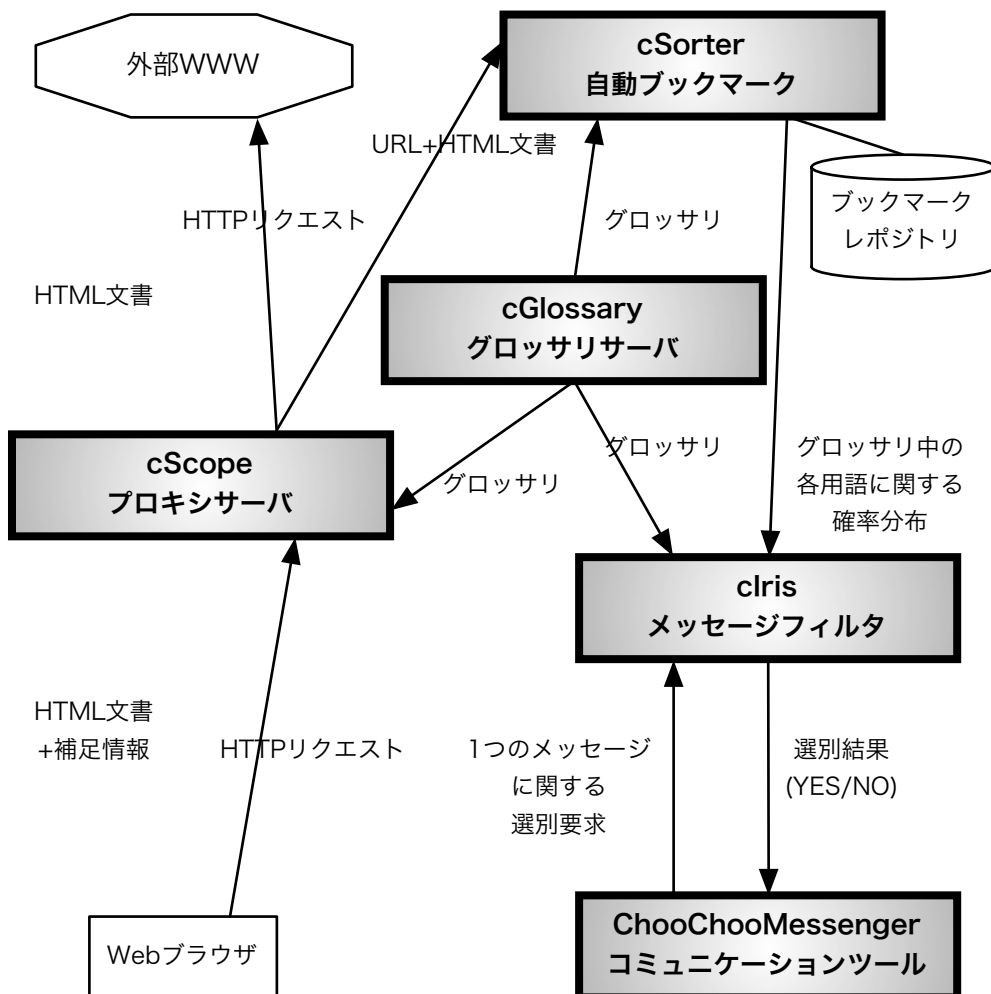 外部WWW
cSorter
自動ブックマーク
URL+HTML文書
ブックマーク
レポジトリ
HTTPリクエスト
グロッサリ
HTML文書
cGlossary
グロッサリサーバ
cScope
プロキシサーバ
グロッサリ
グロッサリ
グロッサリ中の
各用語に関する
確率分布
cIris
メッセージフィルタ
HTML文書
+補足情報
HTTPリクエスト
1つのメッセージ
に関する
選別要求
選別結果
(YES/NO)
Webブラウザ
ChooChooMessenger
コミュニケーションツール